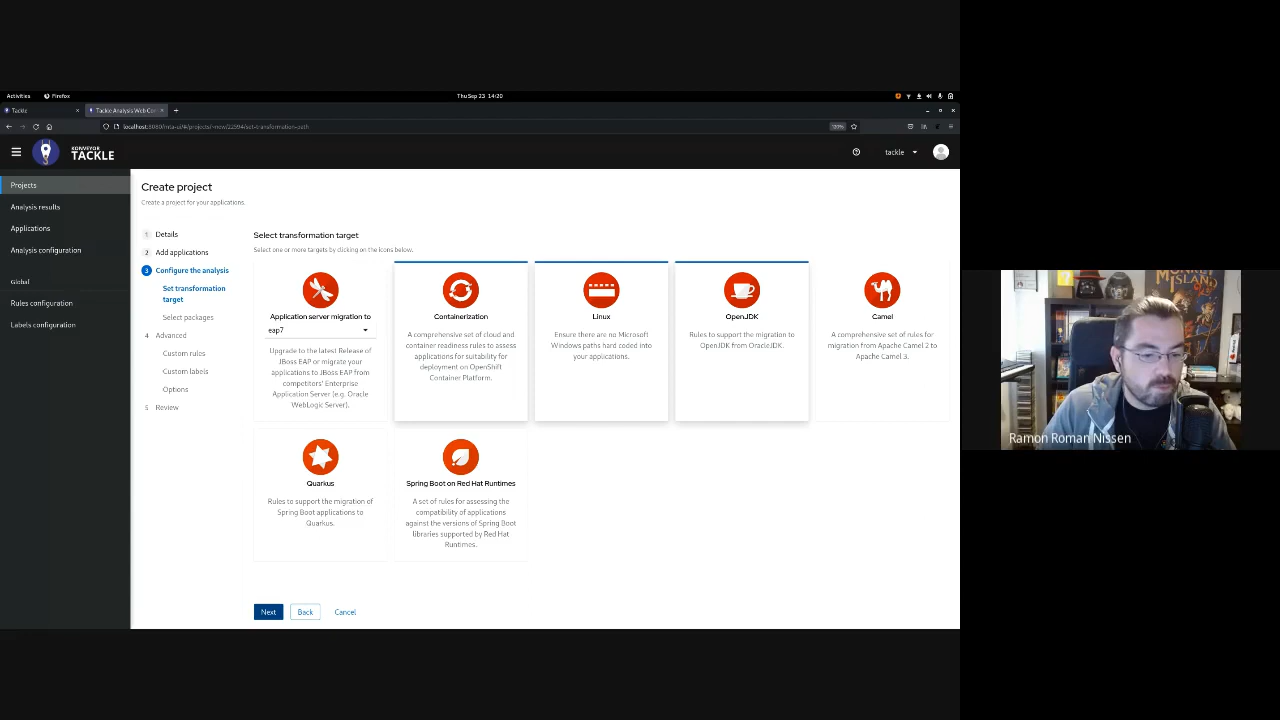 Activities
Firefox
Thu Sep 23 14:20
Tackle
Tackle Analysis Web Con
120%
KONVEYOR
TACKLE
tackle
Projects
Analysis results
Applications
Analysis configuration
Global
Rules configuration
Labels configuration
Create project
Create a project for your applications.
1 Details
2 Add applications
3 Configure the analysis
Set transformation
target
Select packages
4 Advanced
Custom rules
Custom labels
Options
5 Review
Select transformation target
Select one or more targets by clicking on the icons below.
Application server migration to
eap7
Upgrade to the latest Release of
JBoss EAP or migrate your
applications to JBoss EAP from
competitors' Enterprise
Application Server (e.g. Oracle
WebLogic Server).
Containerization
A comprehensive set of cloud and
container readiness rules to assess
applications for suitability for
deployment on OpenShift
Container Platform.
Linux
Ensure there are no Microsoft
Windows paths hard coded into
your applications.
OpenJDK
Rules to support the migration to
OpenJDK from OracleJDK.
Camel
A comprehensive set of rules for
migration from Apache Camel 2 to
Apache Camel 3.
Quarkus
Rules to support the migration of
Spring Boot applications to
Quarkus.
Spring Boot on Red Hat Runtimes
A set of rules for assessing the
compatibility of applications
against the versions of Spring Boot
libraries supported by Red Hat
Runtimes.
Next
Back
Cancel
MONKEY
ISLAND
Ramon Roman Nissen